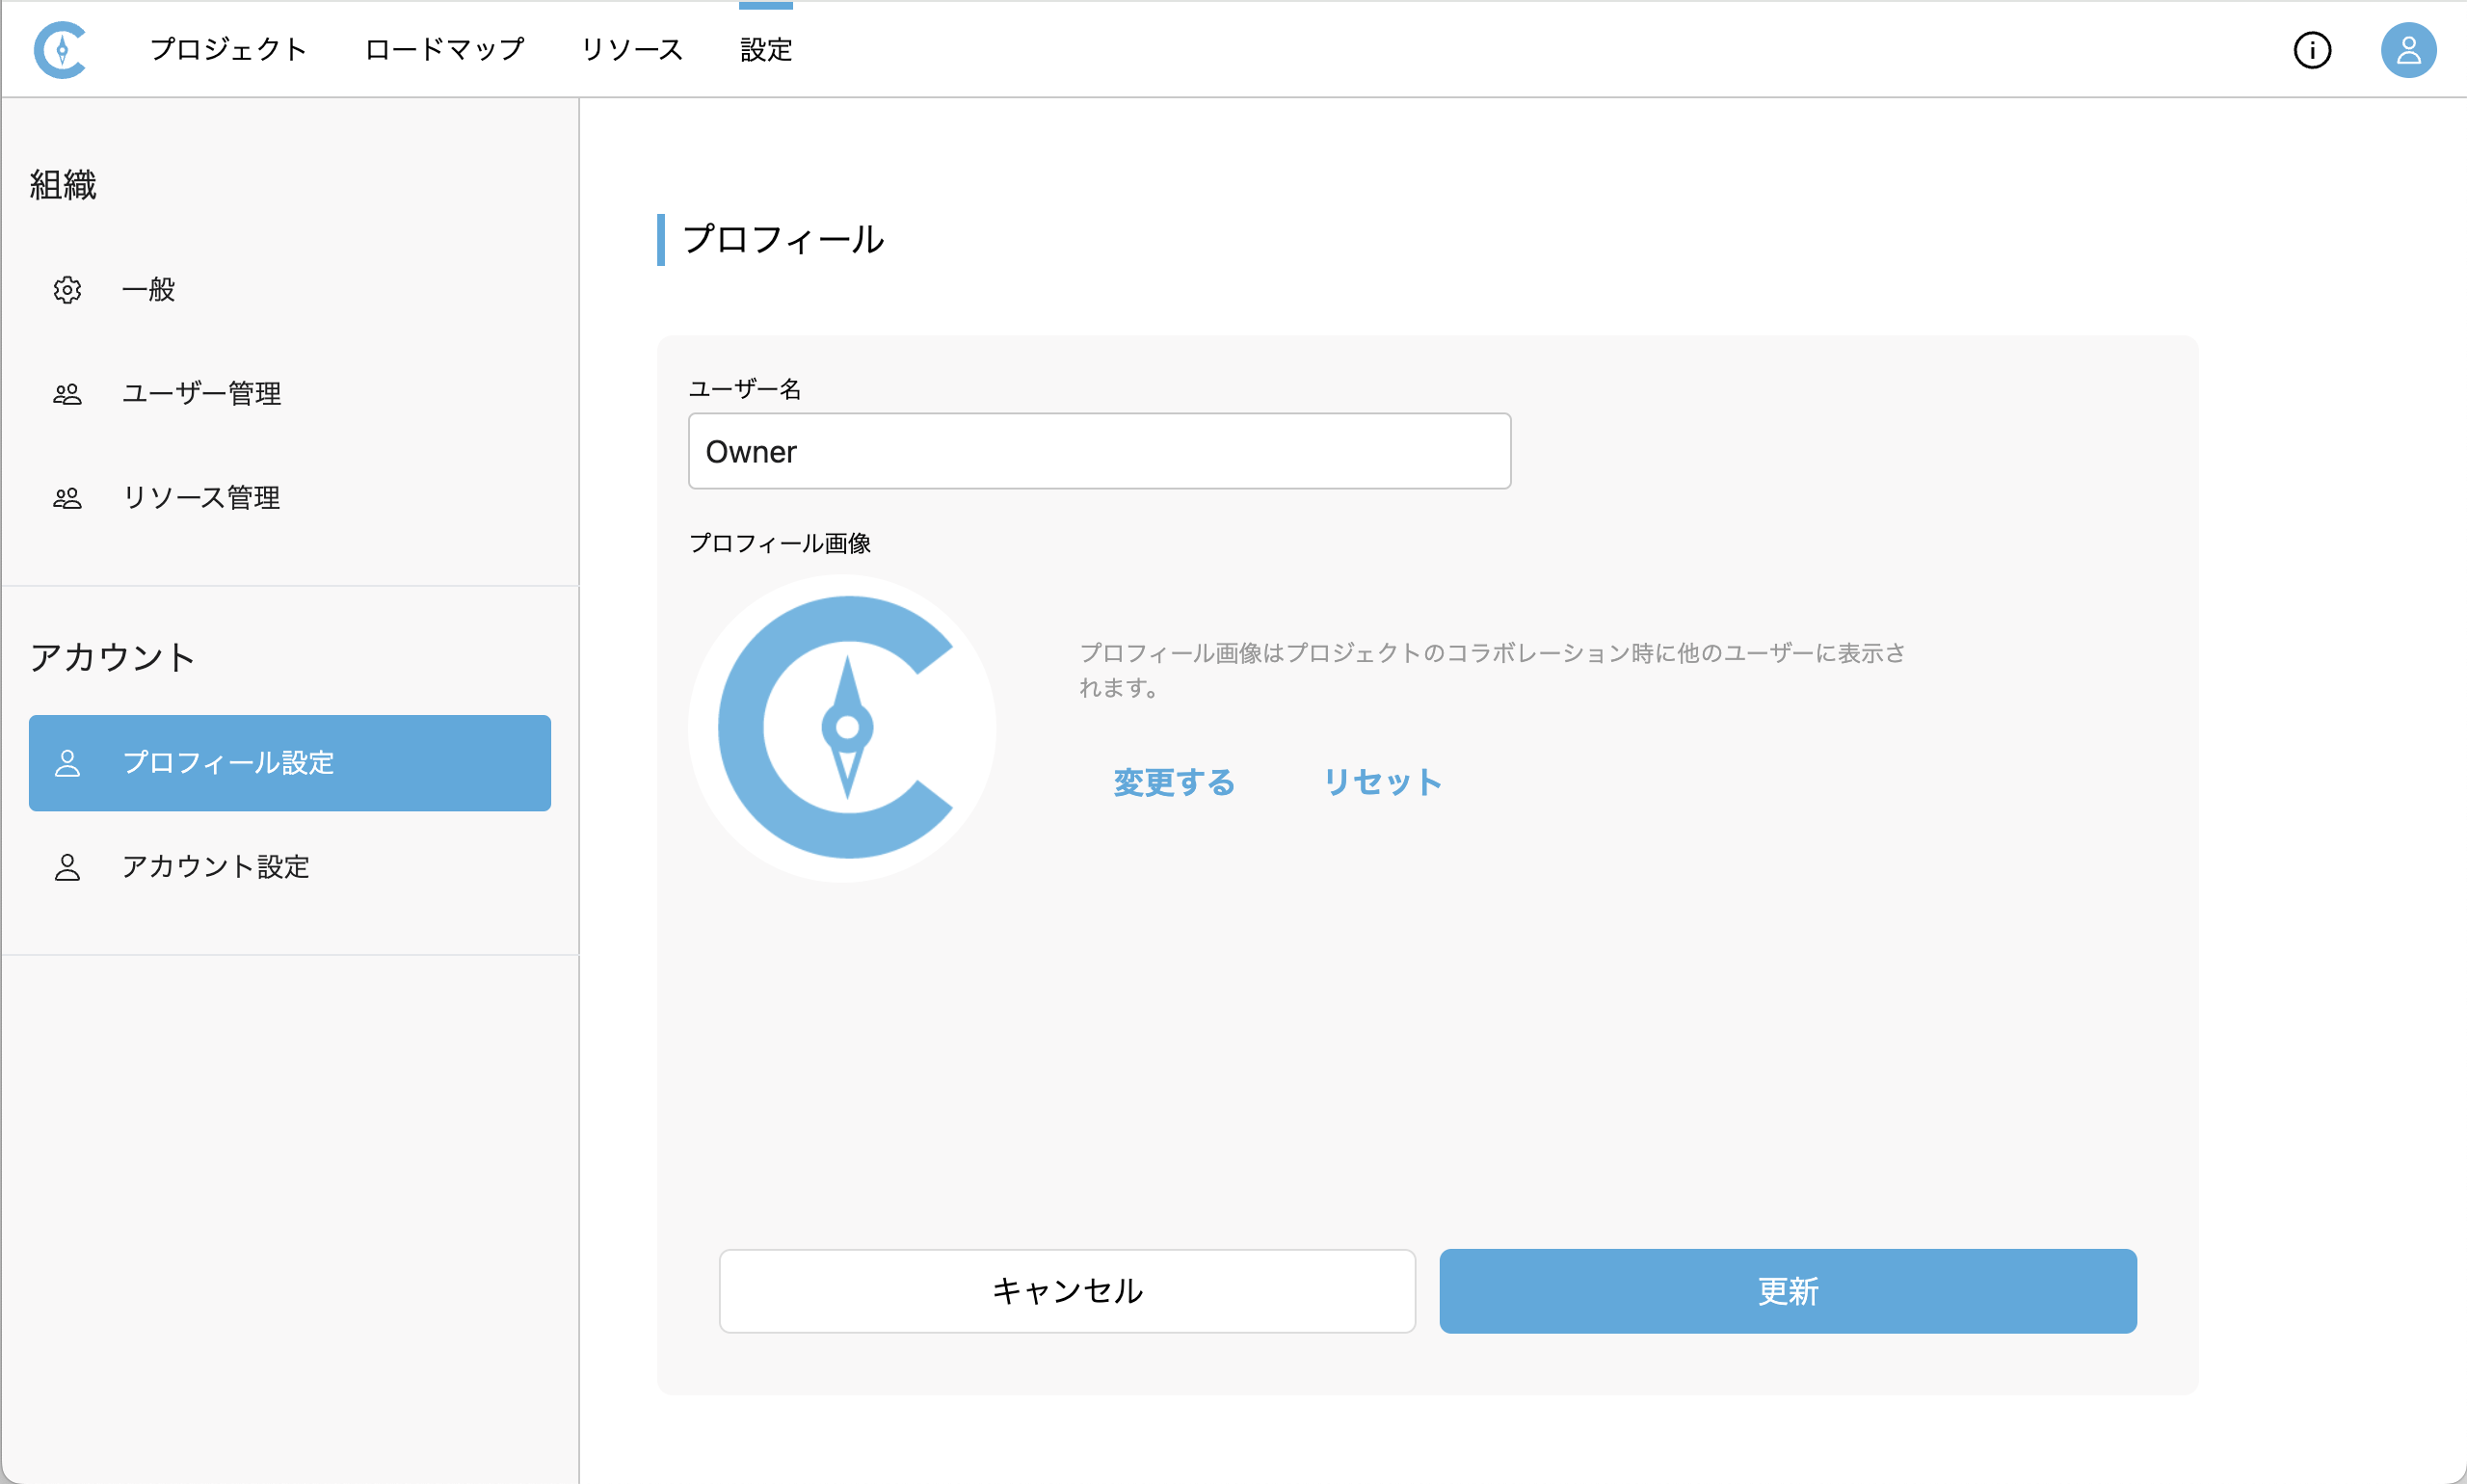 プロジェクト
ロードマップ
リソース
設定
組織
一般
ユーザー管理
リソース管理
アカウント
プロフィール設定
アカウント設定
プロフィール
ユーザー名
Owner
プロフィール画像
プロフィール画像はプロジェクトのコラボレーション時に他のユーザーに表示さ
れます。
変更する
リセット
キャンセル
更新